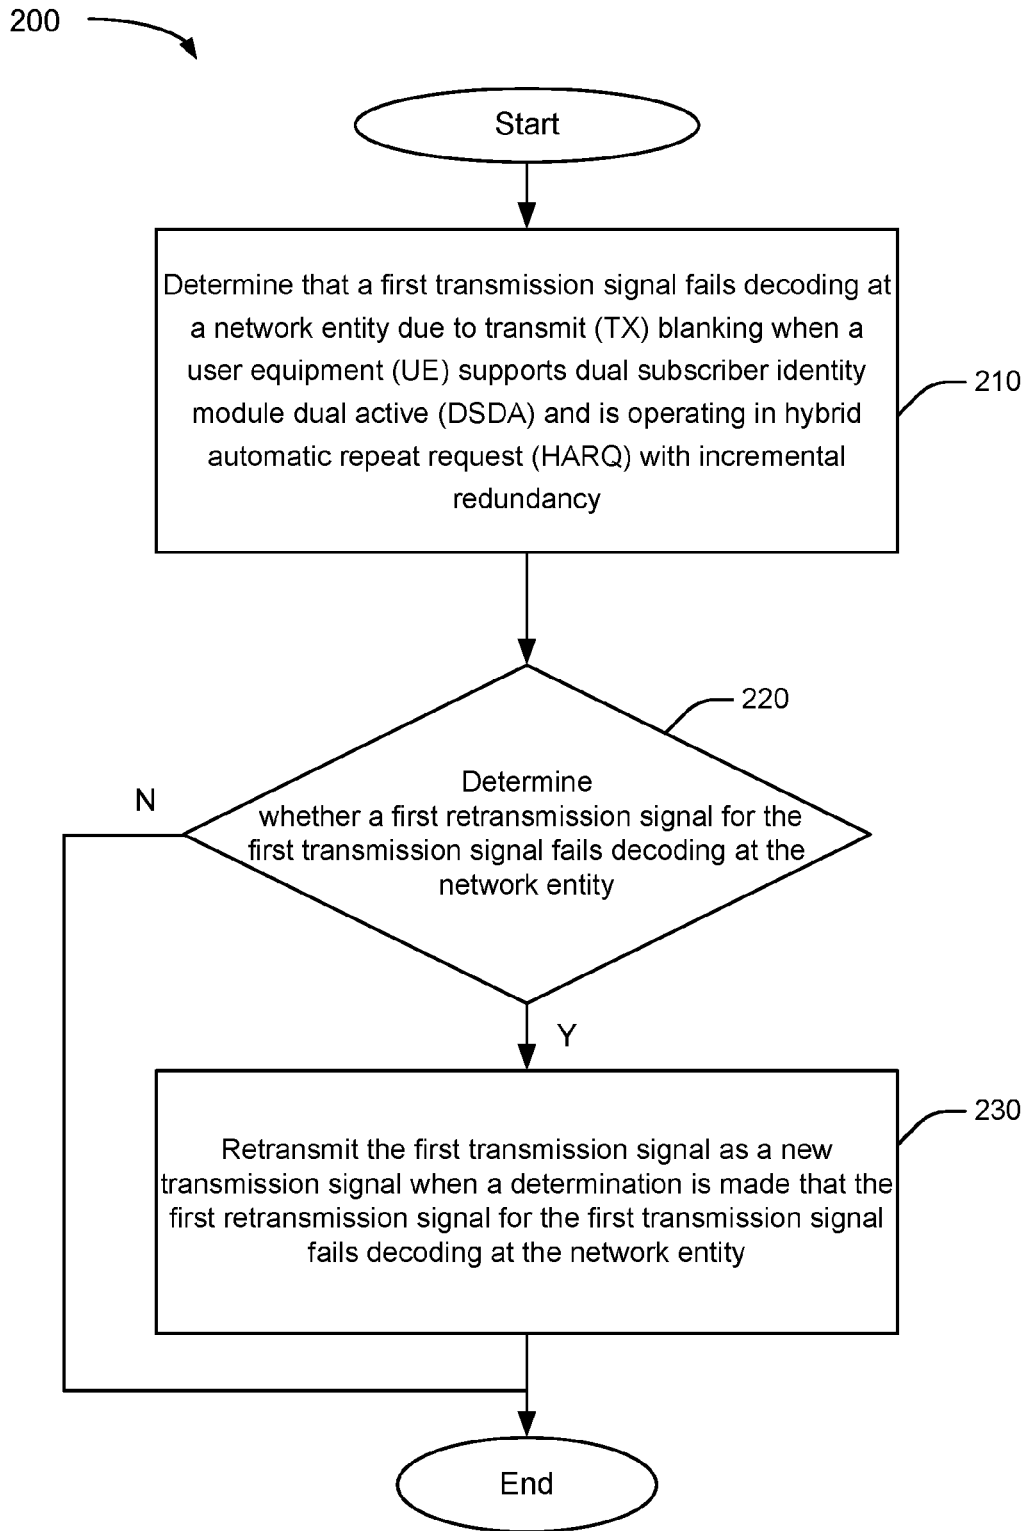 200
Start
Determine that a first transmission signal fails decoding at
a network entity due to transmit (TX) blanking when a
user equipment (UE) supports dual subscriber identity
module dual active (DSDA) and is operating in hybrid
automatic repeat request (HARQ) with incremental
redundancy
210
220
Determine
whether a first retransmission signal for the
first transmission signal fails decoding at the
network entity
N
Y
Retransmit the first transmission signal as a new
transmission signal when a determination is made that the
first retransmission signal for the first transmission signal
fails decoding at the network entity
230
End